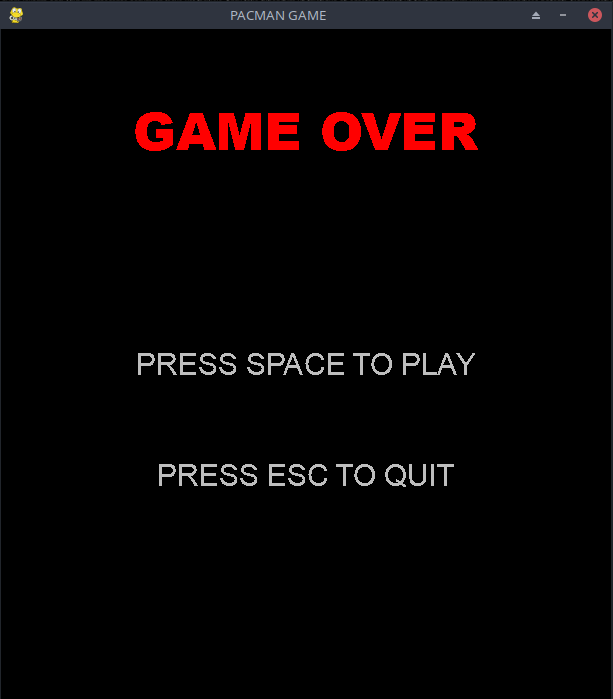 PACMAN GAME
GAME OVER
PRESS SPACE TO PLAY
PRESS ESC TO QUIT